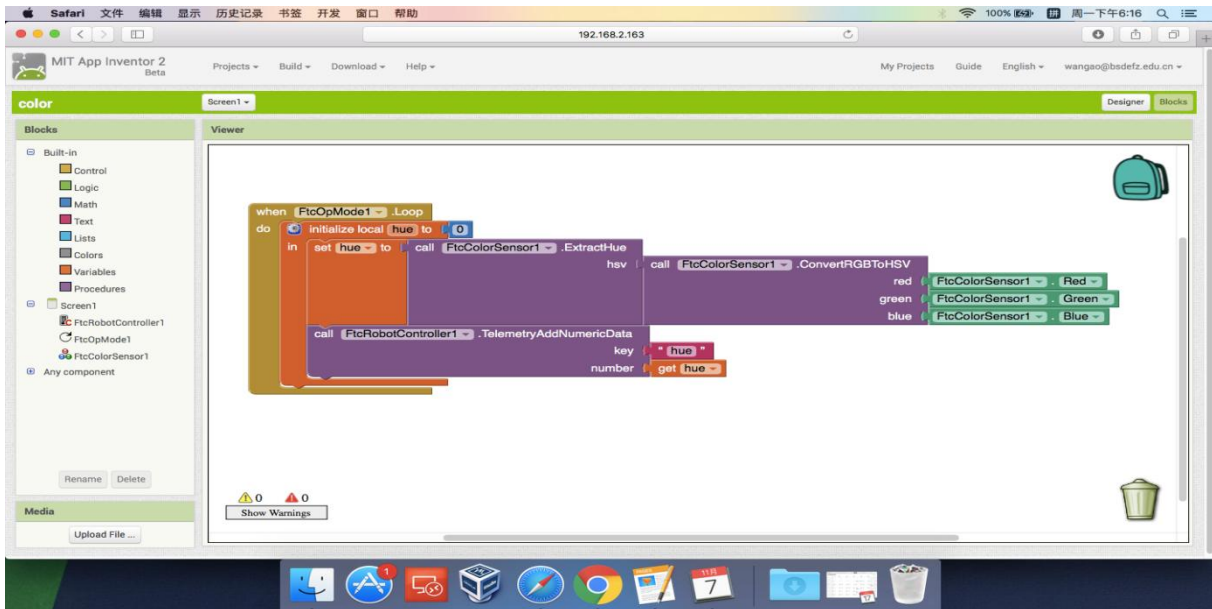 Safari 文件 编辑 显示 历史记录 书签 开发 窗口 帮助 100% 拼 周一下午6:16
192.168.2.163
MIT App Inventor 2
Beta
Projects Build Download Help My Projects Guide English wangao@bsdefz.edu.cn
color Screen1 Designer Blocks
Blocks Viewer
Built-in
Control
Logic
Math
Text
Lists
Colors
Variables
Procedures
Screen1
FtcRobotController1
FtcOpMode1
FtcColorSensor1
Any component
Rename Delete
Media
Upload File ...
when FtcOpMode1 .Loop
do initialize local hue to 0
in set hue to call FtcColorSensor1 .ExtractHue
hsv call FtcColorSensor1 .ConvertRGBToHSV
red FtcColorSensor1 . Red
green FtcColorSensor1 . Green
blue FtcColorSensor1 . Blue
call FtcRobotController1 .TelemetryAddNumericData
key " hue "
number get hue
0 0
Show Warnings
1
11月
7
17